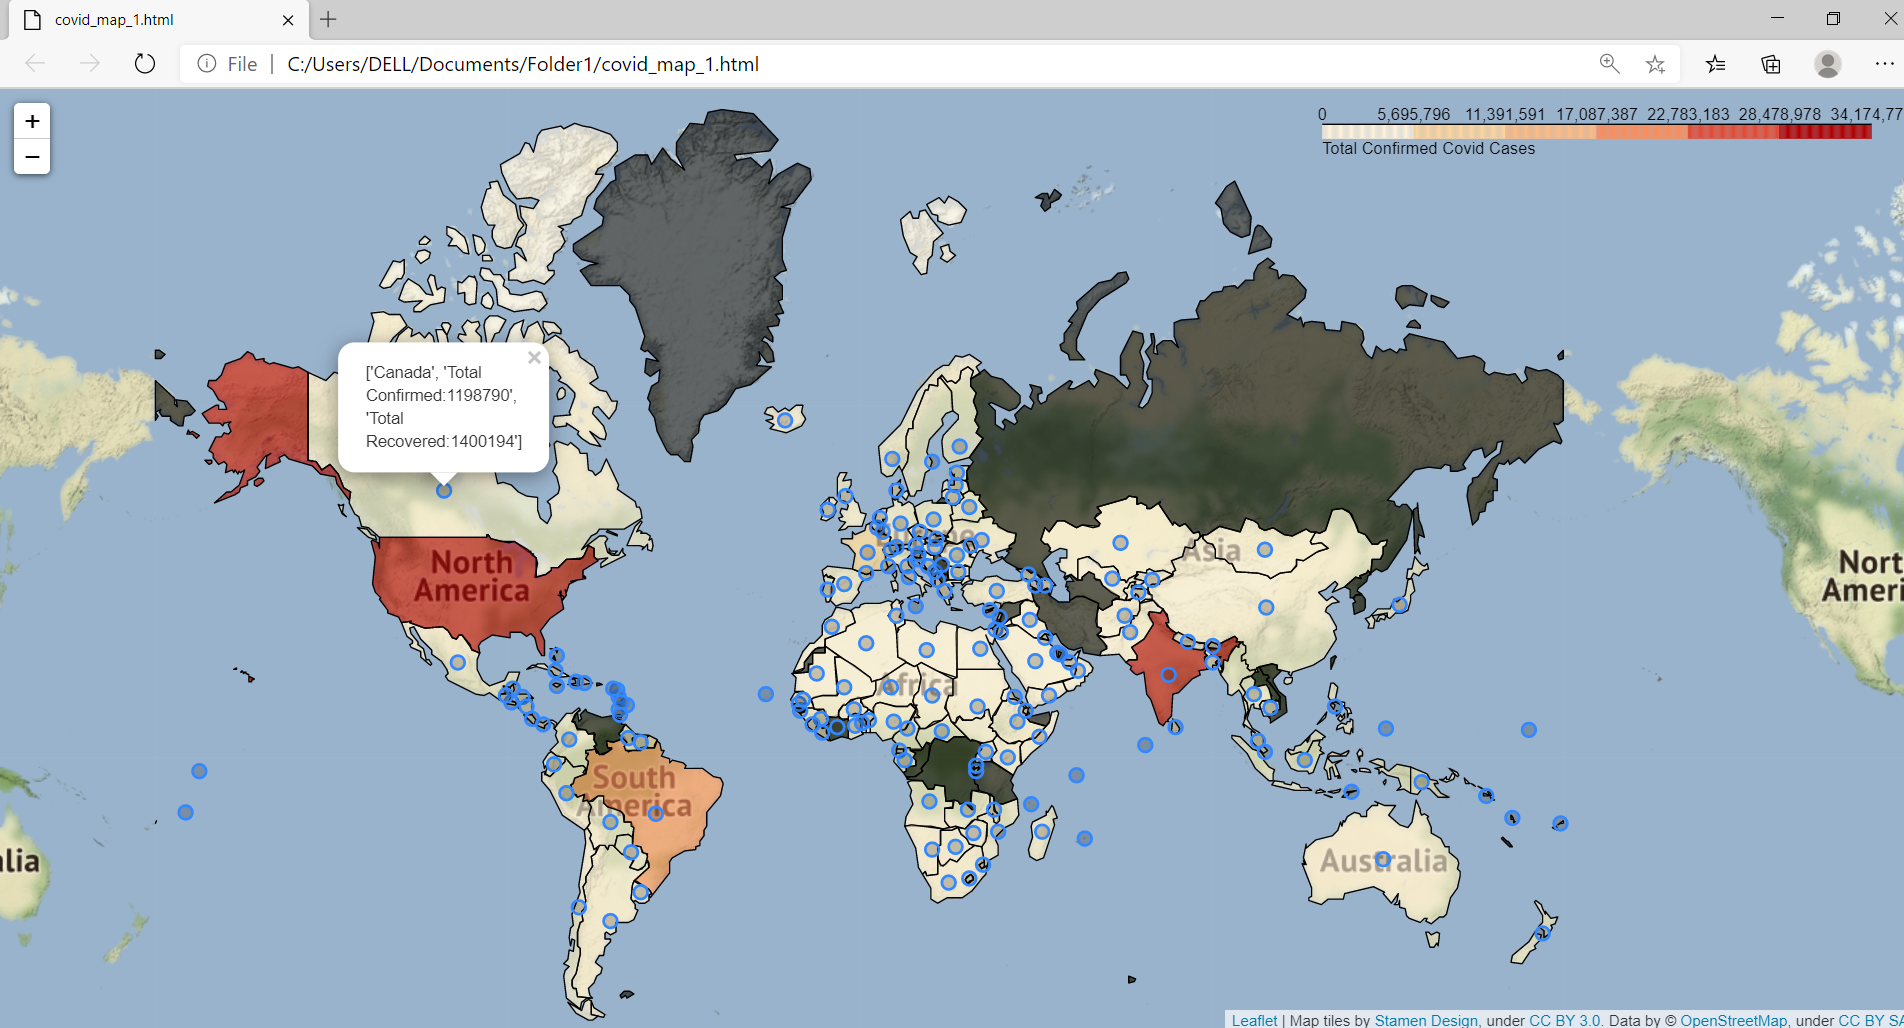 covid_map_1.html
File | C:/Users/DELL/Documents/Folder1/covid_map_1.html
+
−
0 5,695,796 11,391,591 17,087,387 22,783,183 28,478,978 34,174,77
Total Confirmed Covid Cases
['Canada', 'Total
Confirmed:1198790',
'Total
Recovered:1400194']
North
America
Europe
Asia
Africa
South
America
Australia
alia
Nort
Ameri
Leaflet | Map tiles by Stamen Design, under CC BY 3.0. Data by © OpenStreetMap, under CC BY SA